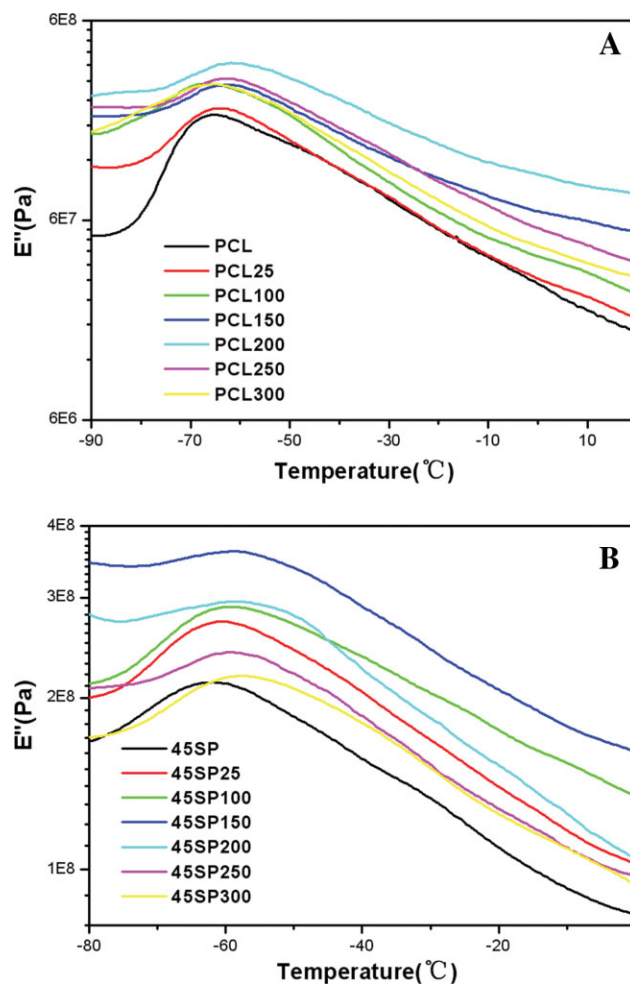 A
6E8
6E7
6E6
E''(Pa)
PCL
PCL25
PCL100
PCL150
PCL200
PCL250
PCL300
-90 -70 -50 -30 -10 10
Temperature(℃)
B
4E8
3E8
2E8
1E8
E''(Pa)
45SP
45SP25
45SP100
45SP150
45SP200
45SP250
45SP300
-80 -60 -40 -20 0
Temperature(℃)